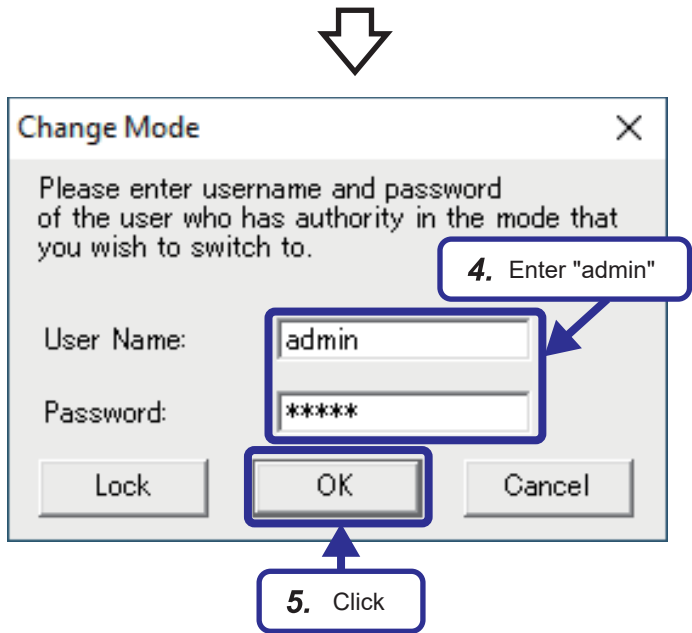 Change Mode
Please enter username and password
of the user who has authority in the mode that
you wish to switch to.
4. Enter "admin"
User Name:
admin
Password:
*****
Lock
OK
Cancel
5. Click